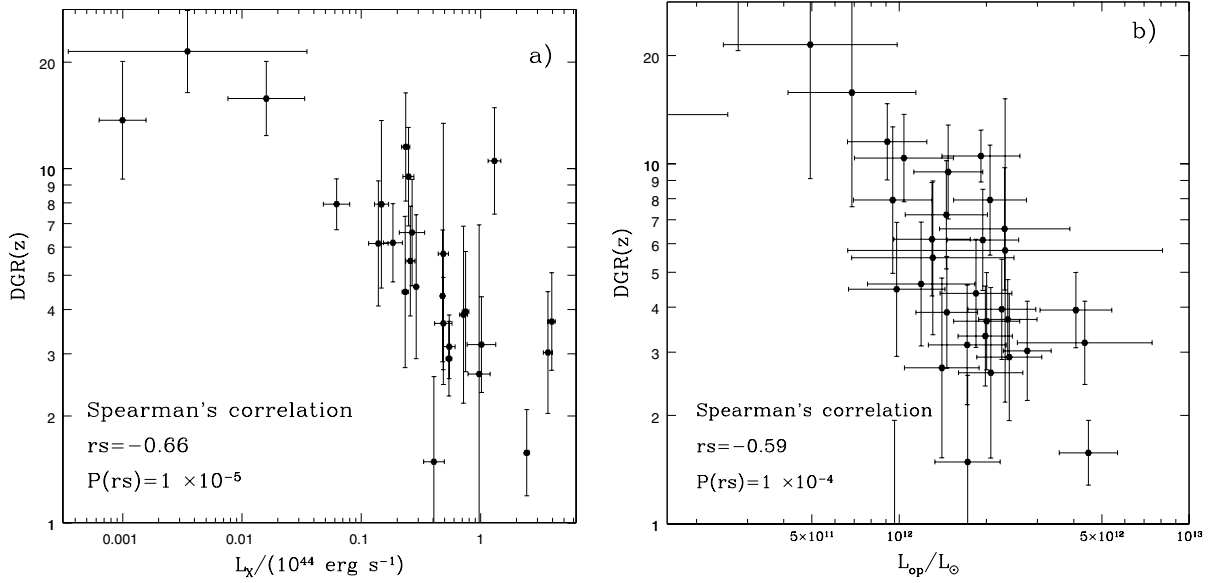 a)
20
10
9
8
7
6
5
4
3
2
1
DGR(z)
Spearman's correlation
rs=−0.66
P(rs)=1 ×10⁻⁵
0.001
0.01
0.1
1
L_X/(10⁴⁴ erg s⁻¹)
b)
20
10
9
8
7
6
5
4
3
2
1
DGR(z)
Spearman's correlation
rs=−0.59
P(rs)=1 ×10⁻⁴
5×10¹¹
10¹²
5×10¹²
10¹³
L_op/L_⊙